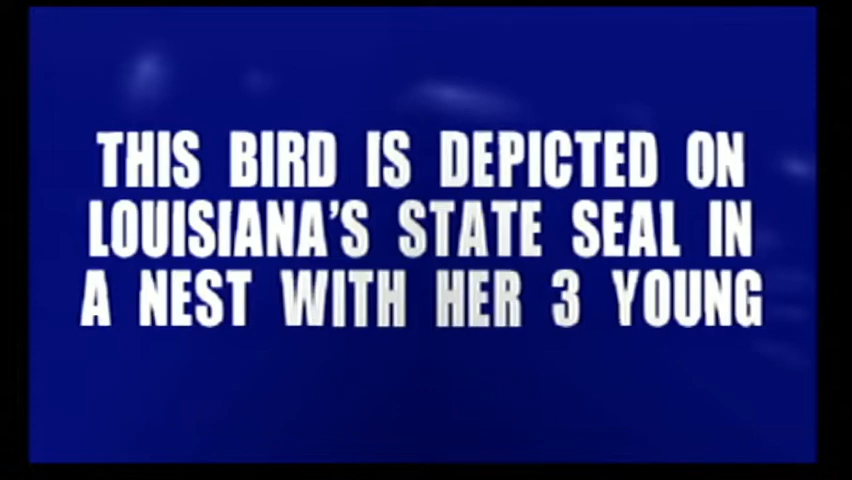 THIS BIRD IS DEPICTED ON
LOUISIANA'S STATE SEAL IN
A NEST WITH HER 3 YOUNG